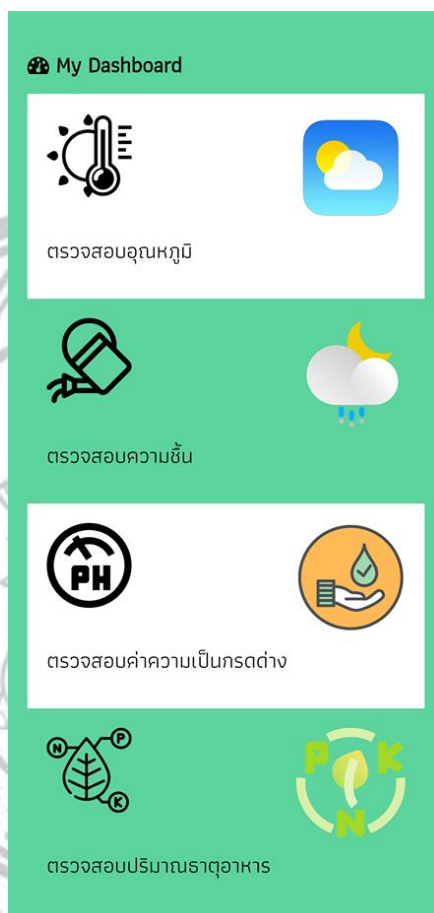 My Dashboard
ตรวจสอบอุณหภูมิ
ตรวจสอบความชื้น
PH
ตรวจสอบค่าความเป็นกรดด่าง
N P K
P K N
ตรวจสอบปริมาณธาตุอาหาร